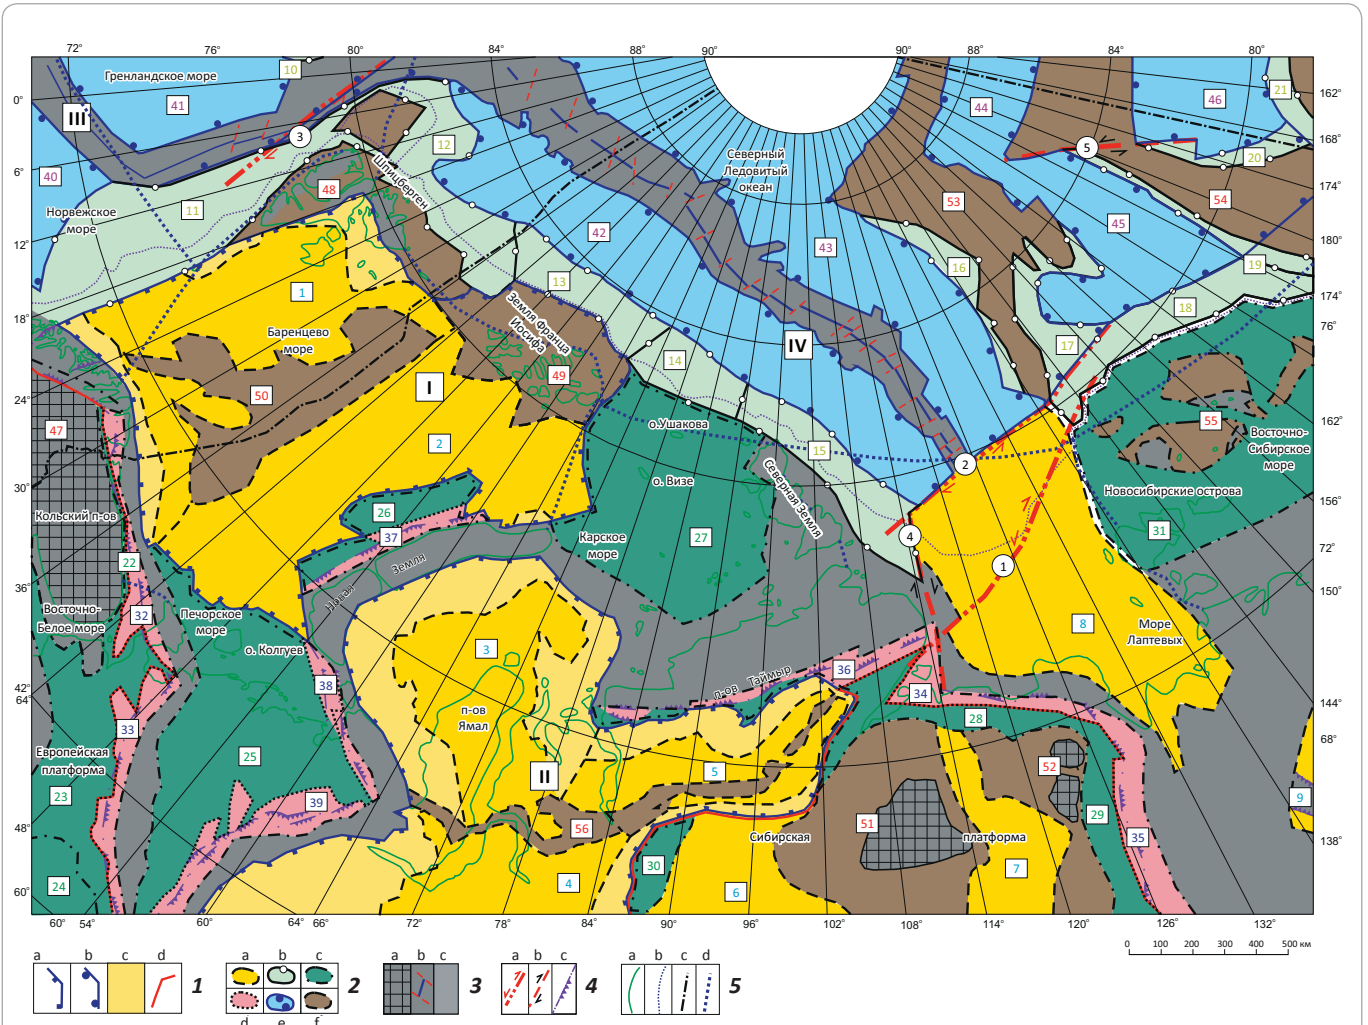 72°
76°
80°
84°
88°
90°
90°
88°
84°
80°
Гренландское море
10
41
III
3
0°
6°
12°
18°
24°
30°
36°
42°
64°
48°
60°
40
Норвежское
море
11
12
48
Шпицберген
42
13
1
Баренцево
море
50
I
2
Земля Франца
Иосифа
49
14
Северный
Ледовитый
океан
43
IV
44
46
21
20
5
53
54
45
16
19
18
17
162°
168°
174°
180°
174°
76°
162°
156°
72°
150°
144°
68°
138°
о.Ушакова
15
о. Визе
Северная Земля
27
Карское
море
2
4
1
55
Восточно-
Сибирское
море
Новосибирские острова
31
47
Кольский п-ов
22
26
37
Новая
Земля
Восточно-
Белое море
32
Печорское
море
о. Колгуев
3
п-ов
Ямал
38
33
Европейская
платформа
25
23
24
39
II
п-ов Таймыр
36
34
28
5
56
4
30
6
Сибирская
платформа
51
7
52
29
35
8
Море
Лаптевых
9
60°
54°
60°
64°
66°
72°
78°
84°
90°
96°
102°
108°
114°
120°
126°
132°
0
100
200
300
400
500 км
a
b
c
d
1
a
b
c
d
e
f
2
a
b
c
3
a
b
c
4
a
b
c
d
5